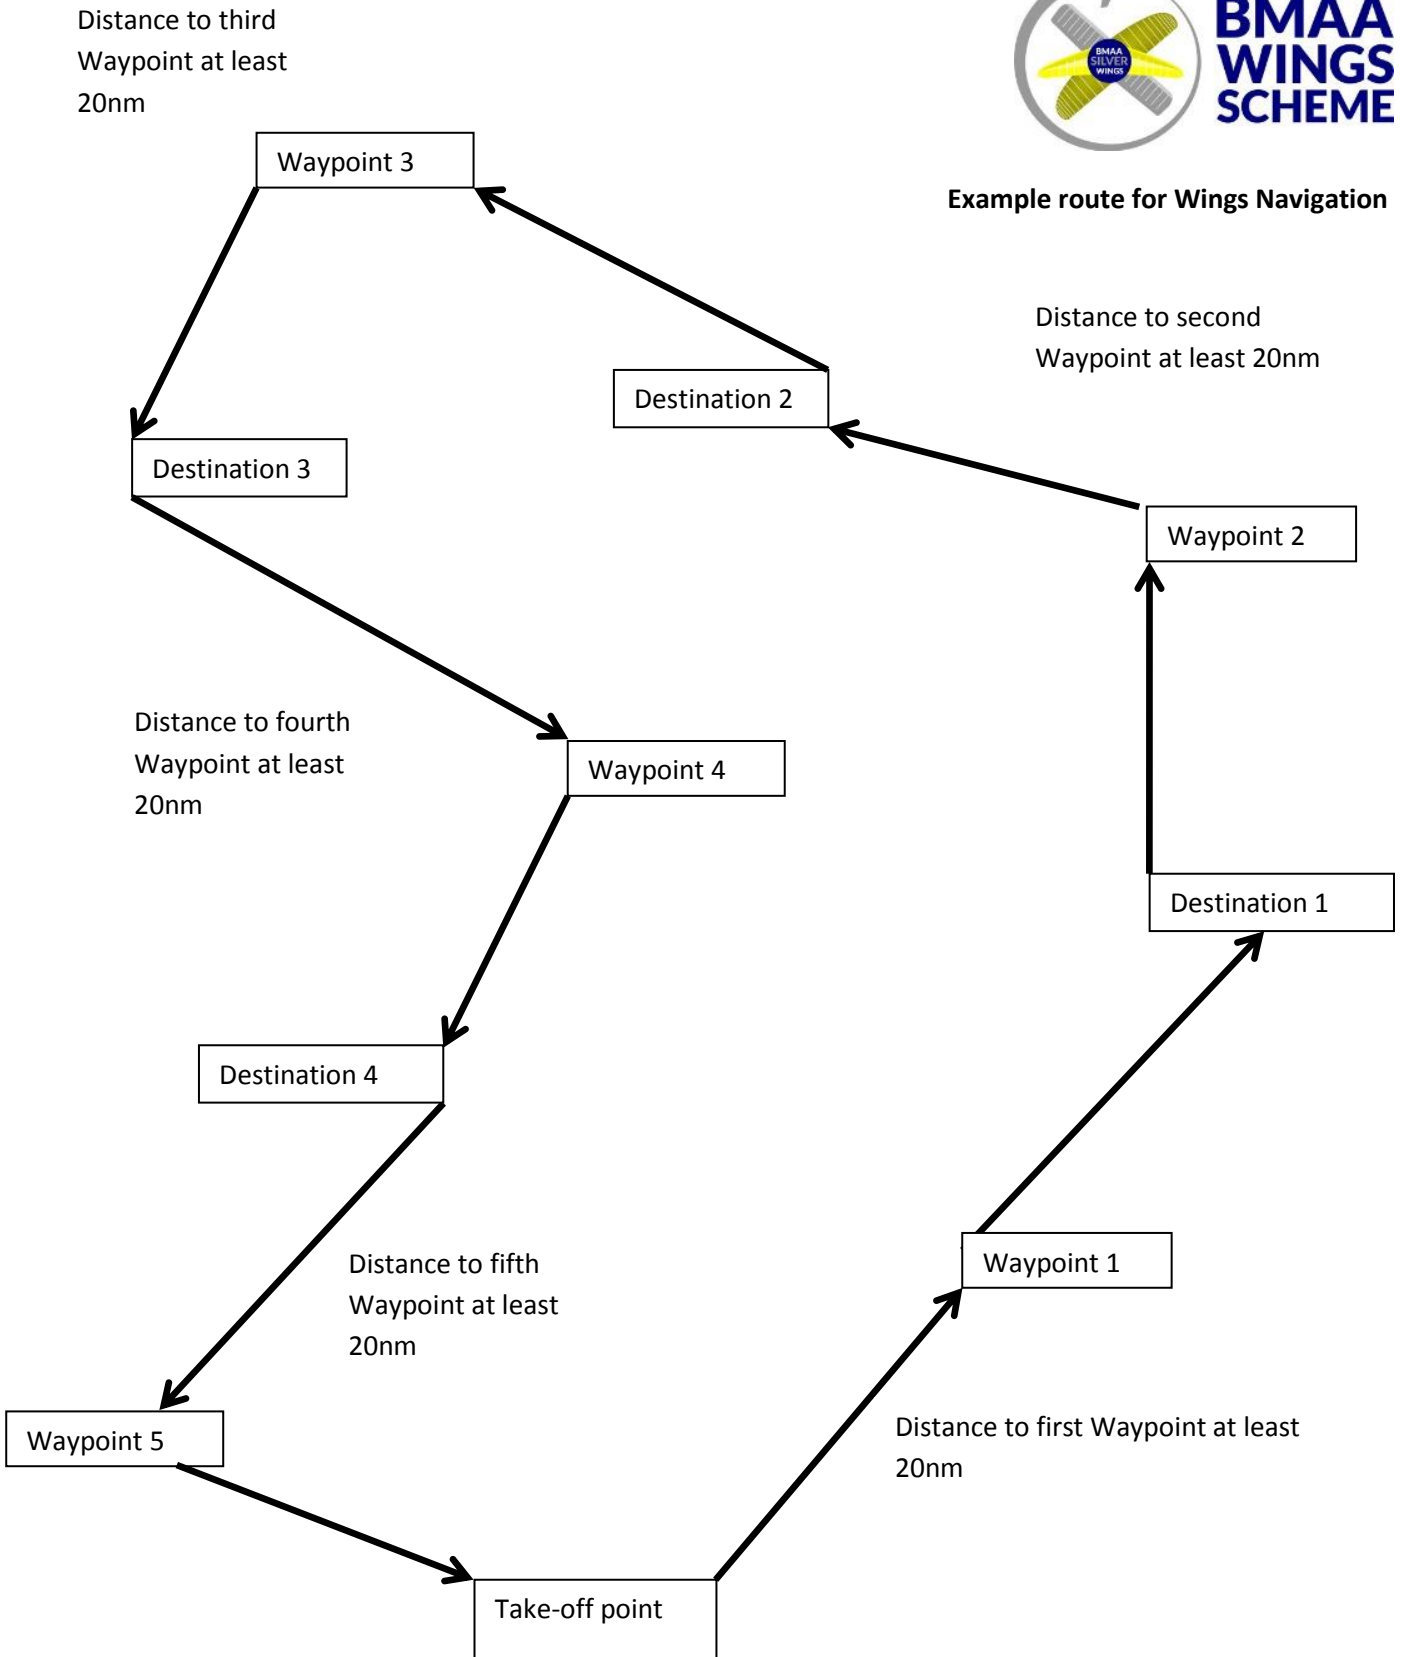 Distance to third
Waypoint at least
20nm
BMAA
WINGS
SCHEME
BMAA
SILVER
WINGS
Waypoint 3
Example route for Wings Navigation
Distance to second
Waypoint at least 20nm
Destination 2
Destination 3
Waypoint 2
Distance to fourth
Waypoint at least
20nm
Waypoint 4
Destination 1
Destination 4
Waypoint 1
Distance to fifth
Waypoint at least
20nm
Waypoint 5
Distance to first Waypoint at least
20nm
Take-off point